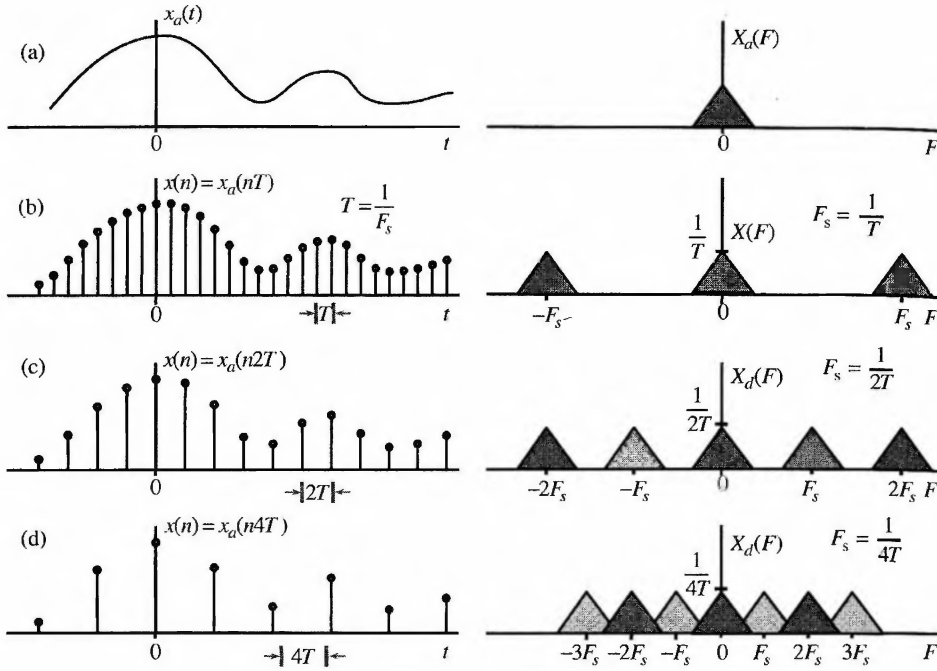 x_a(t)
X_a(F)
(a)
0
t
0
F
x(n) = x_a(nT)
(b)
T = 1/F_s
F_s = 1/T
1/T
X(F)
T
0
t
-F_s
0
F_s
F
x(n) = x_a(n2T)
(c)
X_d(F)
F_s = 1/2T
1/2T
0
2T
t
-2F_s
-F_s
0
F_s
2F_s
F
(d)
x(n) = x_a(n4T)
X_d(F)
F_s = 1/4T
1/4T
0
4T
t
-3F_s
-2F_s
-F_s
0
F_s
2F_s
3F_s
F